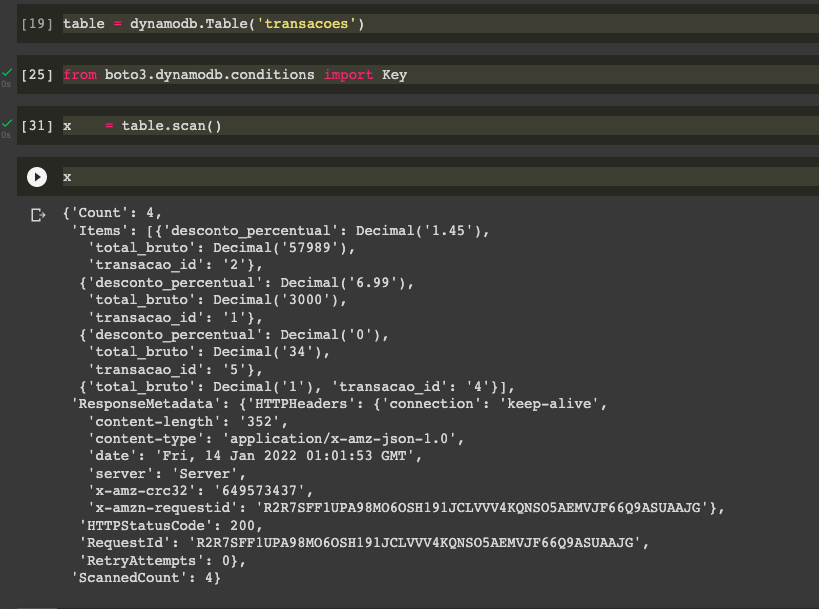 [19] table = dynamodb.Table('transacoes')
[25] from boto3.dynamodb.conditions import Key
0s
[31] x    = table.scan()
0s
x
{'Count': 4,
 'Items': [{'desconto_percentual': Decimal('1.45'),
   'total_bruto': Decimal('57989'),
   'transacao_id': '2'},
  {'desconto_percentual': Decimal('6.99'),
   'total_bruto': Decimal('3000'),
   'transacao_id': '1'},
  {'desconto_percentual': Decimal('0'),
   'total_bruto': Decimal('34'),
   'transacao_id': '5'},
  {'total_bruto': Decimal('1'), 'transacao_id': '4'}],
 'ResponseMetadata': {'HTTPHeaders': {'connection': 'keep-alive',
   'content-length': '352',
   'content-type': 'application/x-amz-json-1.0',
   'date': 'Fri, 14 Jan 2022 01:01:53 GMT',
   'server': 'Server',
   'x-amz-crc32': '649573437',
   'x-amzn-requestid': 'R2R7SFF1UPA98MO6OSH191JCLVVV4KQNSO5AEMVJF66Q9ASUAAJG'},
  'HTTPStatusCode': 200,
  'RequestId': 'R2R7SFF1UPA98MO6OSH191JCLVVV4KQNSO5AEMVJF66Q9ASUAAJG',
  'RetryAttempts': 0},
 'ScannedCount': 4}